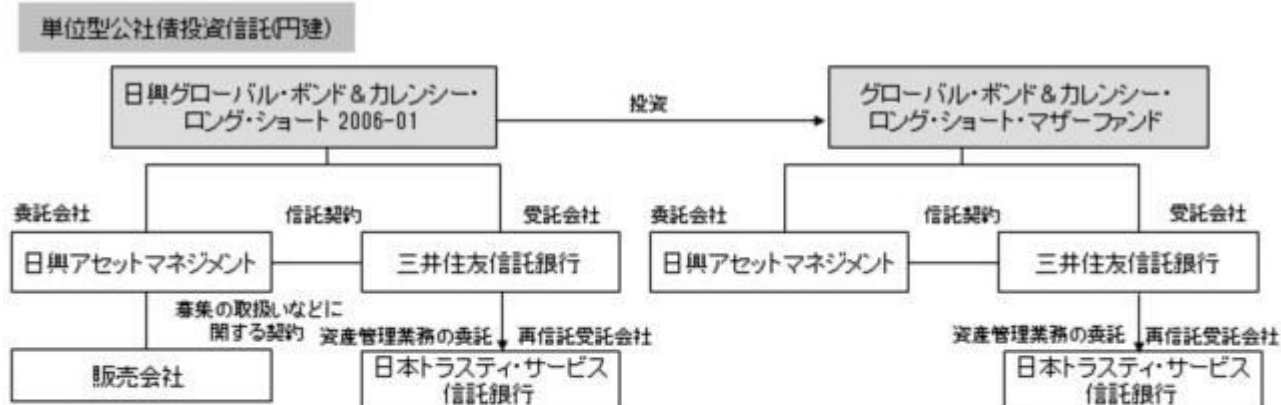 単位型公社債投資信託(円建)
日興グローバル・ボンド&カレンシー・
ロング・ショート 2006-01
投資
グローバル・ボンド&カレンシー・
ロング・ショート・マザーファンド
委託会社
信託契約
受託会社
委託会社
信託契約
受託会社
日興アセットマネジメント
三井住友信託銀行
日興アセットマネジメント
三井住友信託銀行
募集の取扱いなどに
関する契約
資産管理業務の委託
再信託受託会社
資産管理業務の委託
再信託受託会社
販売会社
日本トラスティ・サービス
信託銀行
日本トラスティ・サービス
信託銀行